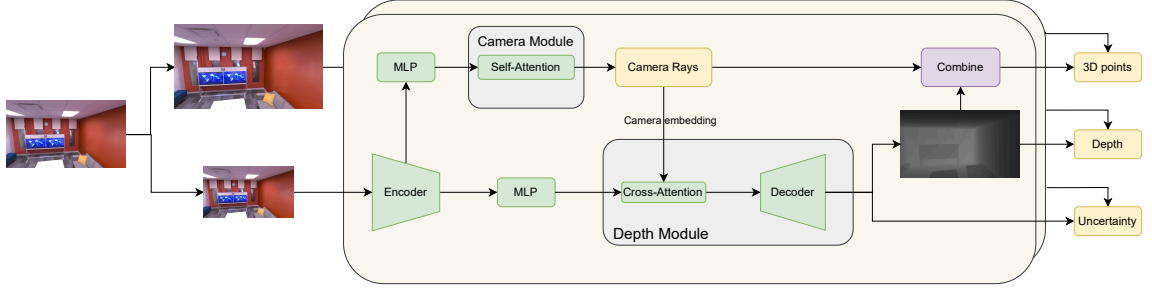 Camera Module
MLP
Self-Attention
Camera Rays
Combine
3D points
Camera embedding
Depth
Encoder
MLP
Cross-Attention
Decoder
Uncertainty
Depth Module